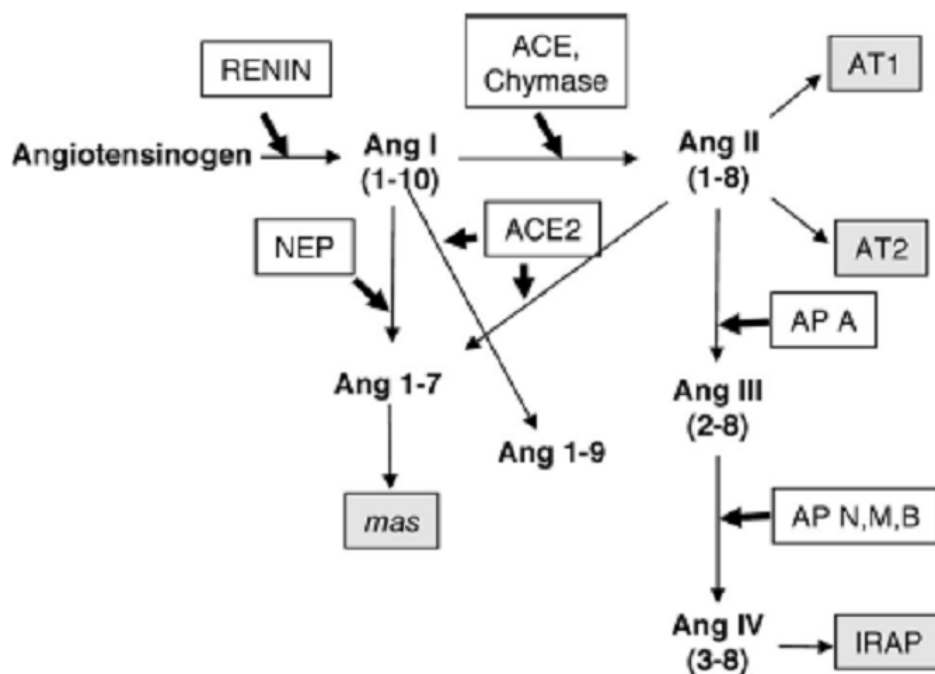 RENIN
ACE,
Chymase
AT1
Angiotensinogen
Ang I
(1-10)
Ang II
(1-8)
NEP
ACE2
AT2
AP A
Ang 1-7
Ang III
(2-8)
Ang 1-9
mas
AP N,M,B
Ang IV
(3-8)
IRAP